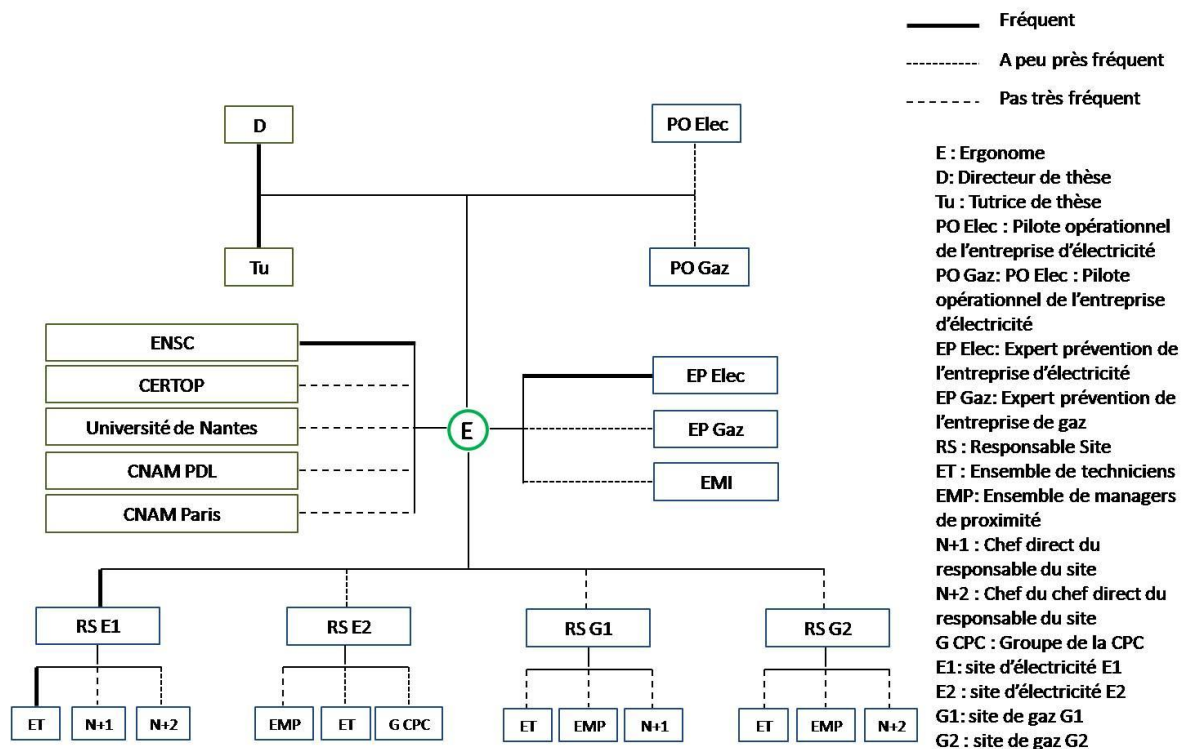 Fréquent
A peu près fréquent
Pas très fréquent
D
PO Elec
Tu
PO Gaz
ENSC
CERTOP
Université de Nantes
CNAM PDL
CNAM Paris
E
EP Elec
EP Gaz
EMI
RS E1
RS E2
RS G1
RS G2
ET
N+1
N+2
EMP
ET
G CPC
ET
EMP
N+1
ET
EMP
N+2
E : Ergonome
D: Directeur de thèse
Tu : Tutrice de thèse
PO Elec : Pilote opérationnel
de l'entreprise d'électricité
PO Gaz: PO Elec : Pilote
opérationnel de l'entreprise
d'électricité
EP Elec: Expert prévention de
l'entreprise d'électricité
EP Gaz: Expert prévention de
l'entreprise de gaz
RS : Responsable Site
ET : Ensemble de techniciens
EMP: Ensemble de managers
de proximité
N+1 : Chef direct du
responsable du site
N+2 : Chef du chef direct du
responsable du site
G CPC : Groupe de la CPC
E1: site d'électricité E1
E2 : site d'électricité E2
G1: site de gaz G1
G2 : site de gaz G2